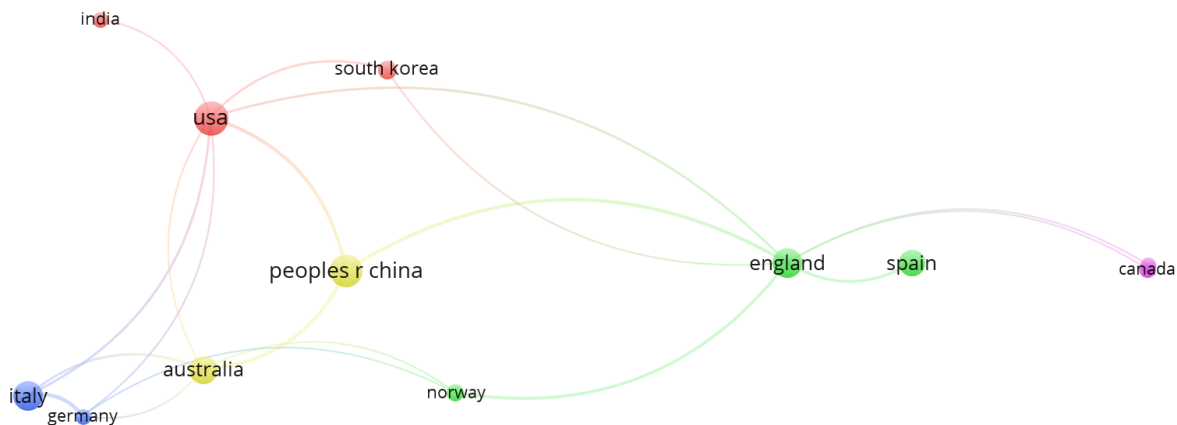 india
south korea
usa
peoples r china
england
spain
canada
australia
italy
norway
germany